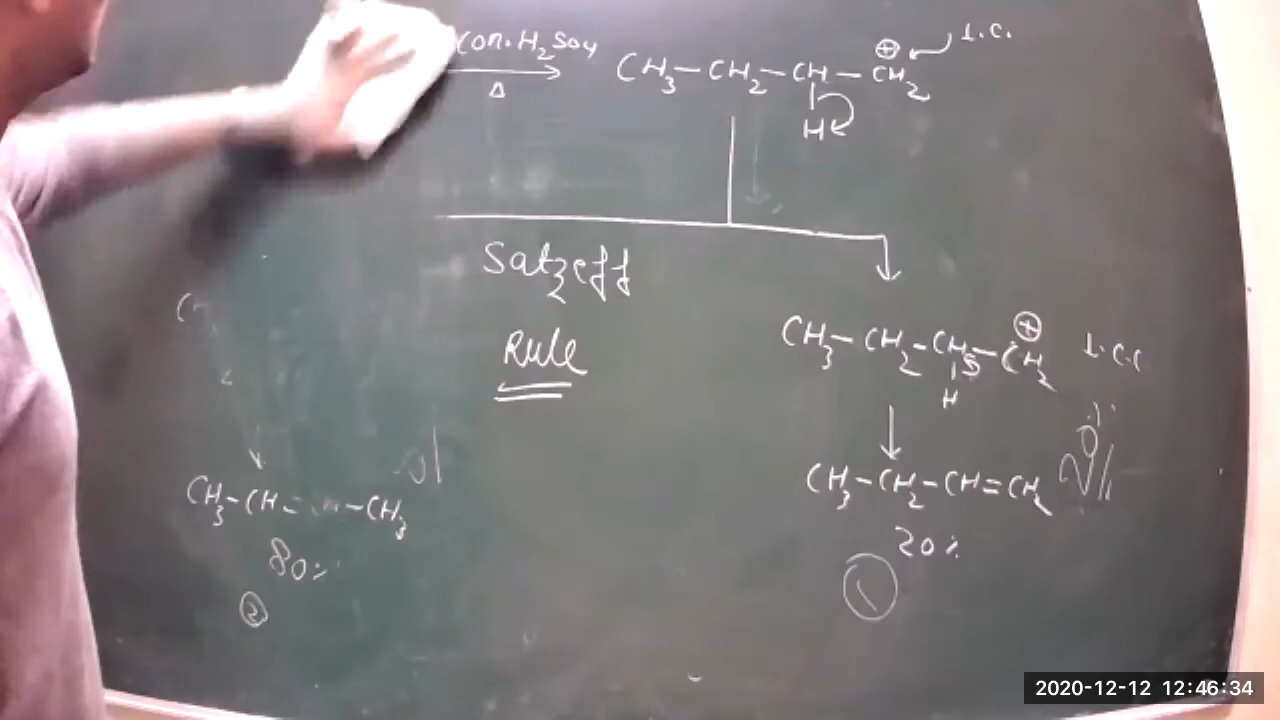 Con. H₂SO₄
Δ
CH₃ — CH₂ — CH — CH₂
⊕
1.C.
H
Satzeff
Rule
CH₃ — CH₂ — CH — CH₂
⊕
1.C.C
H
CH₃ — CH — CH₃
80%
②
CH₃ — CH₂ — CH = CH₂
20%
①
2020-12-12 12:46:34